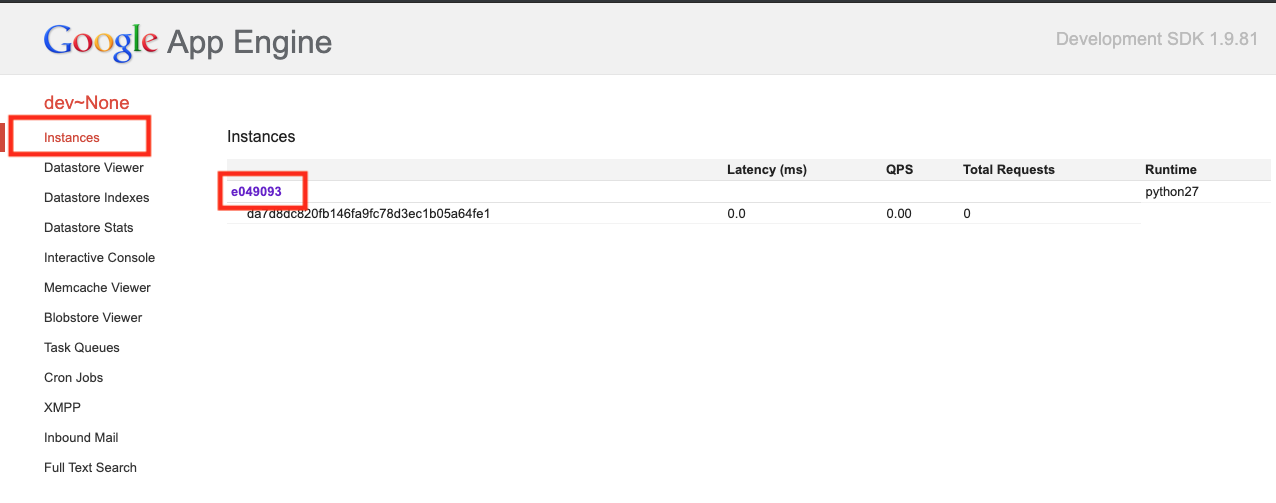 Google App Engine
Development SDK 1.9.81
dev~None
Instances
Datastore Viewer
Datastore Indexes
Datastore Stats
Interactive Console
Memcache Viewer
Blobstore Viewer
Task Queues
Cron Jobs
XMPP
Inbound Mail
Full Text Search
Instances
Latency (ms) QPS Total Requests Runtime
e049093 python27
da7d8dc820fb146fa9fc78d3ec1b05a64fe1 0.0 0.00 0